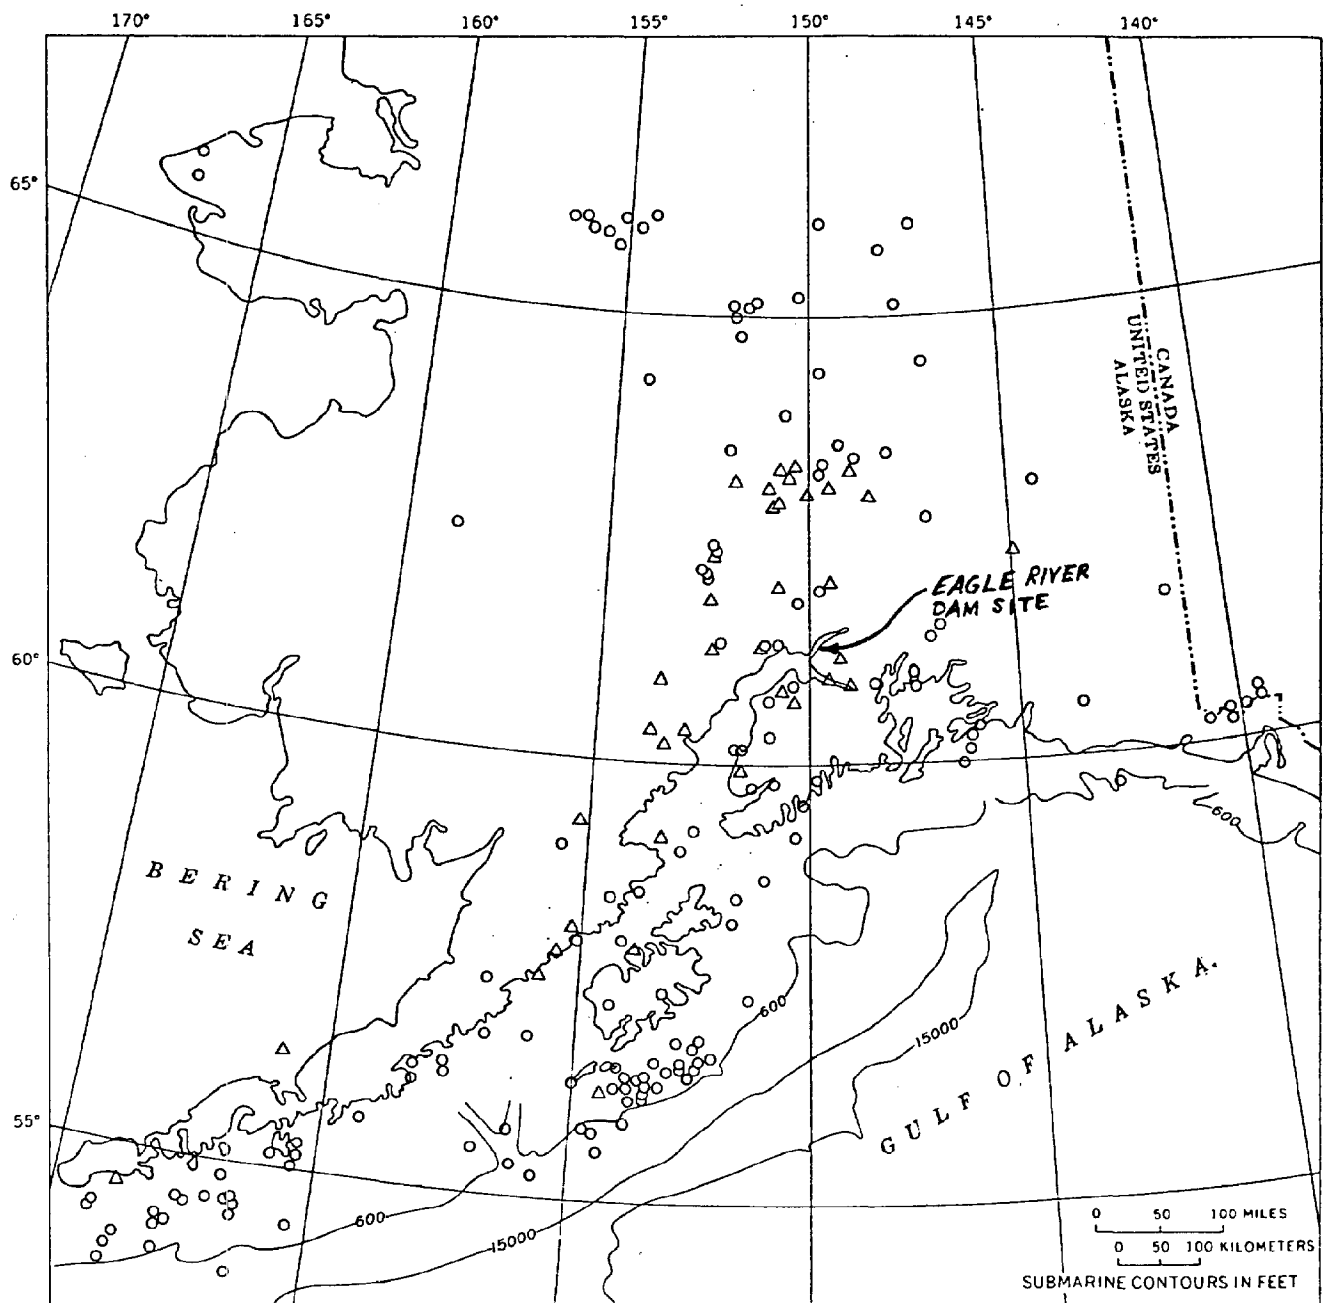 170° 165° 160° 155° 150° 145° 140°
65°
CANADA
UNITED STATES
ALASKA
EAGLE RIVER
DAM SITE
60°
600
BERING
SEA
600
15000
GULF OF ALASKA.
55°
600
15000
0 50 100 MILES
0 50 100 KILOMETERS
SUBMARINE CONTOURS IN FEET